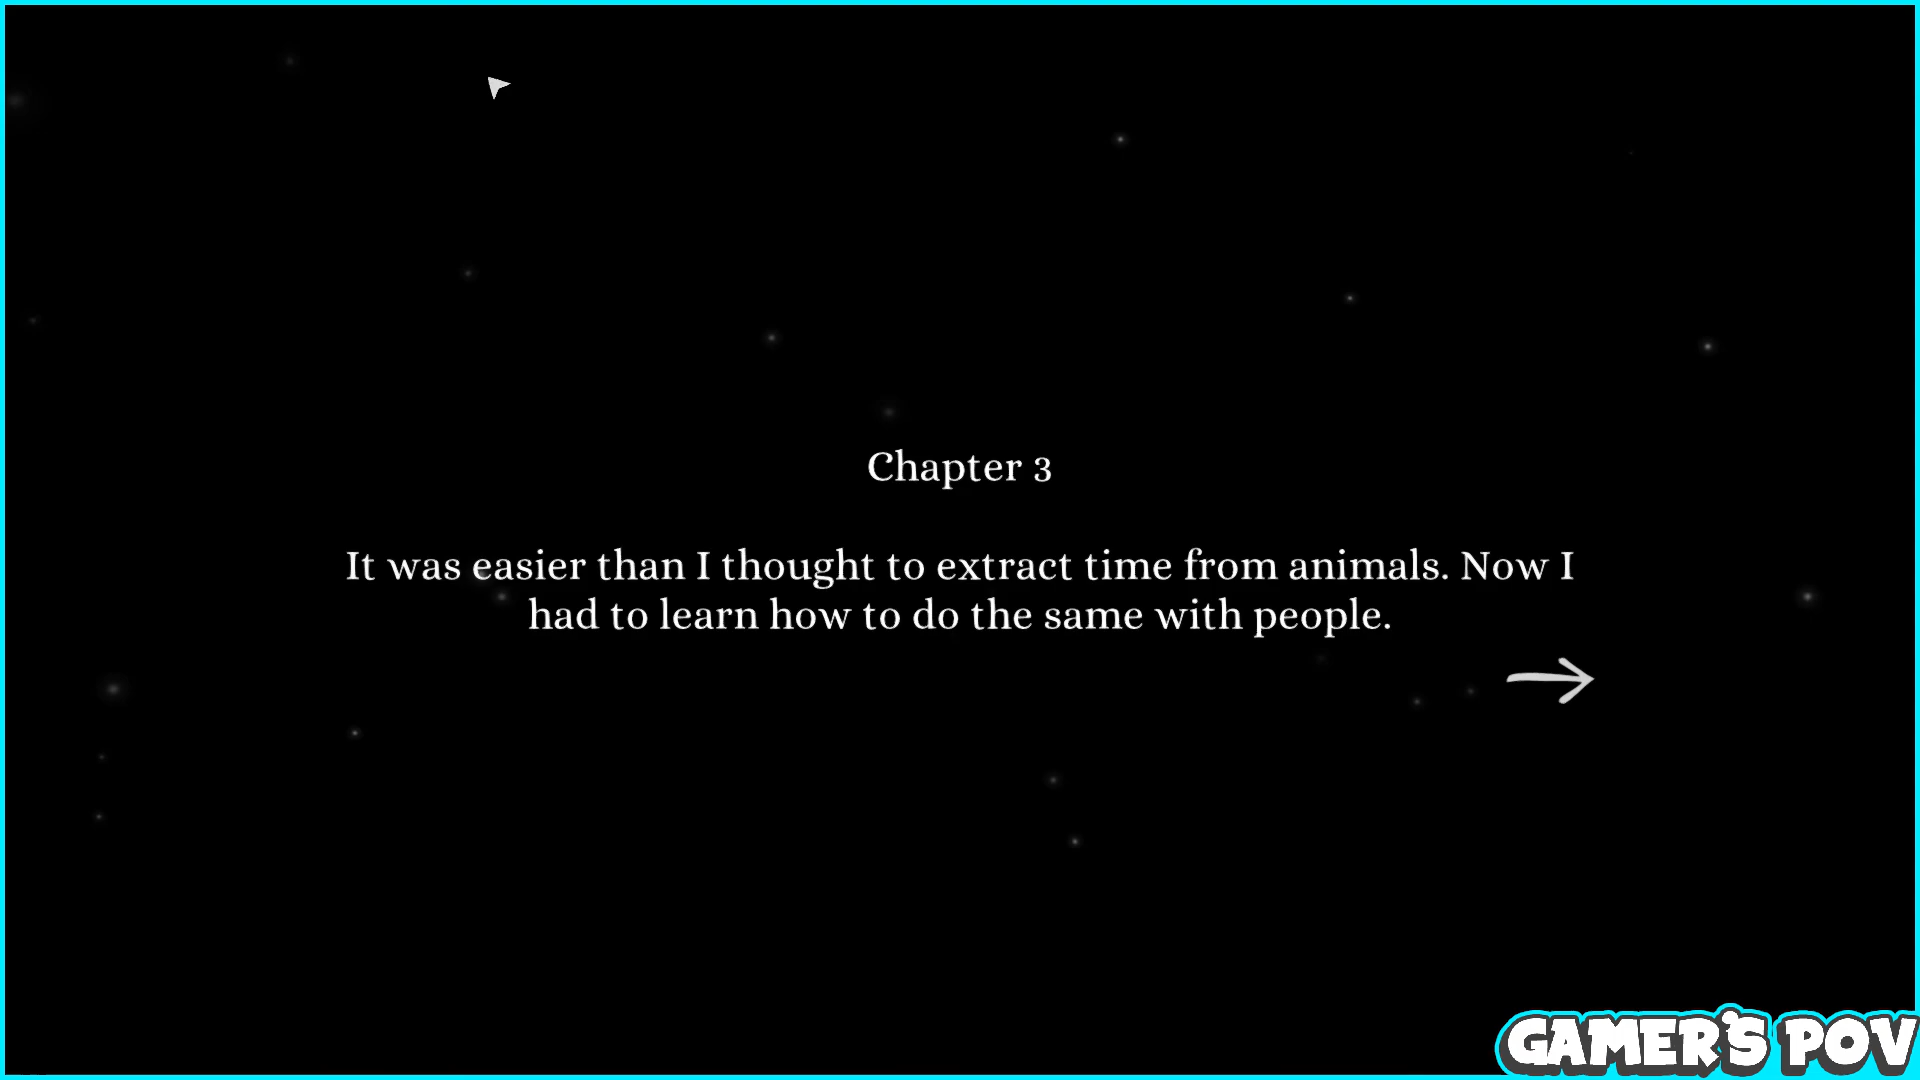 Chapter 3
It was easier than I thought to extract time from animals. Now I
had to learn how to do the same with people.
GAMER'S POV